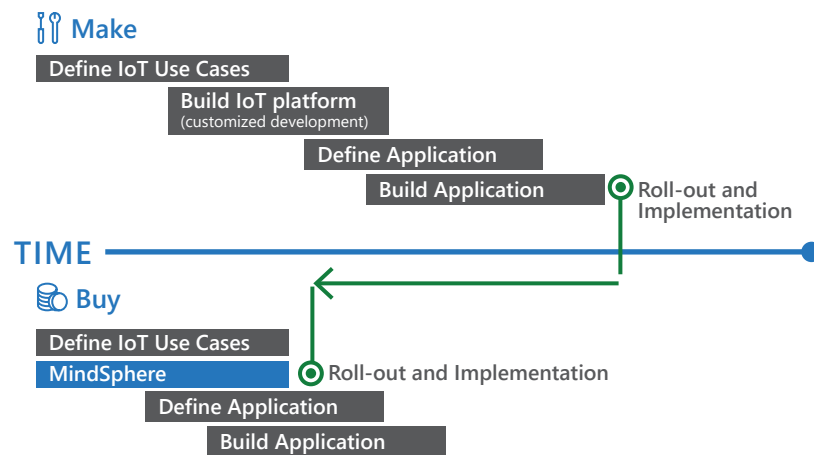 Make
Define IoT Use Cases
Build IoT platform
(customized development)
Define Application
Build Application
Roll-out and
Implementation
TIME
Buy
Define IoT Use Cases
MindSphere
Roll-out and Implementation
Define Application
Build Application